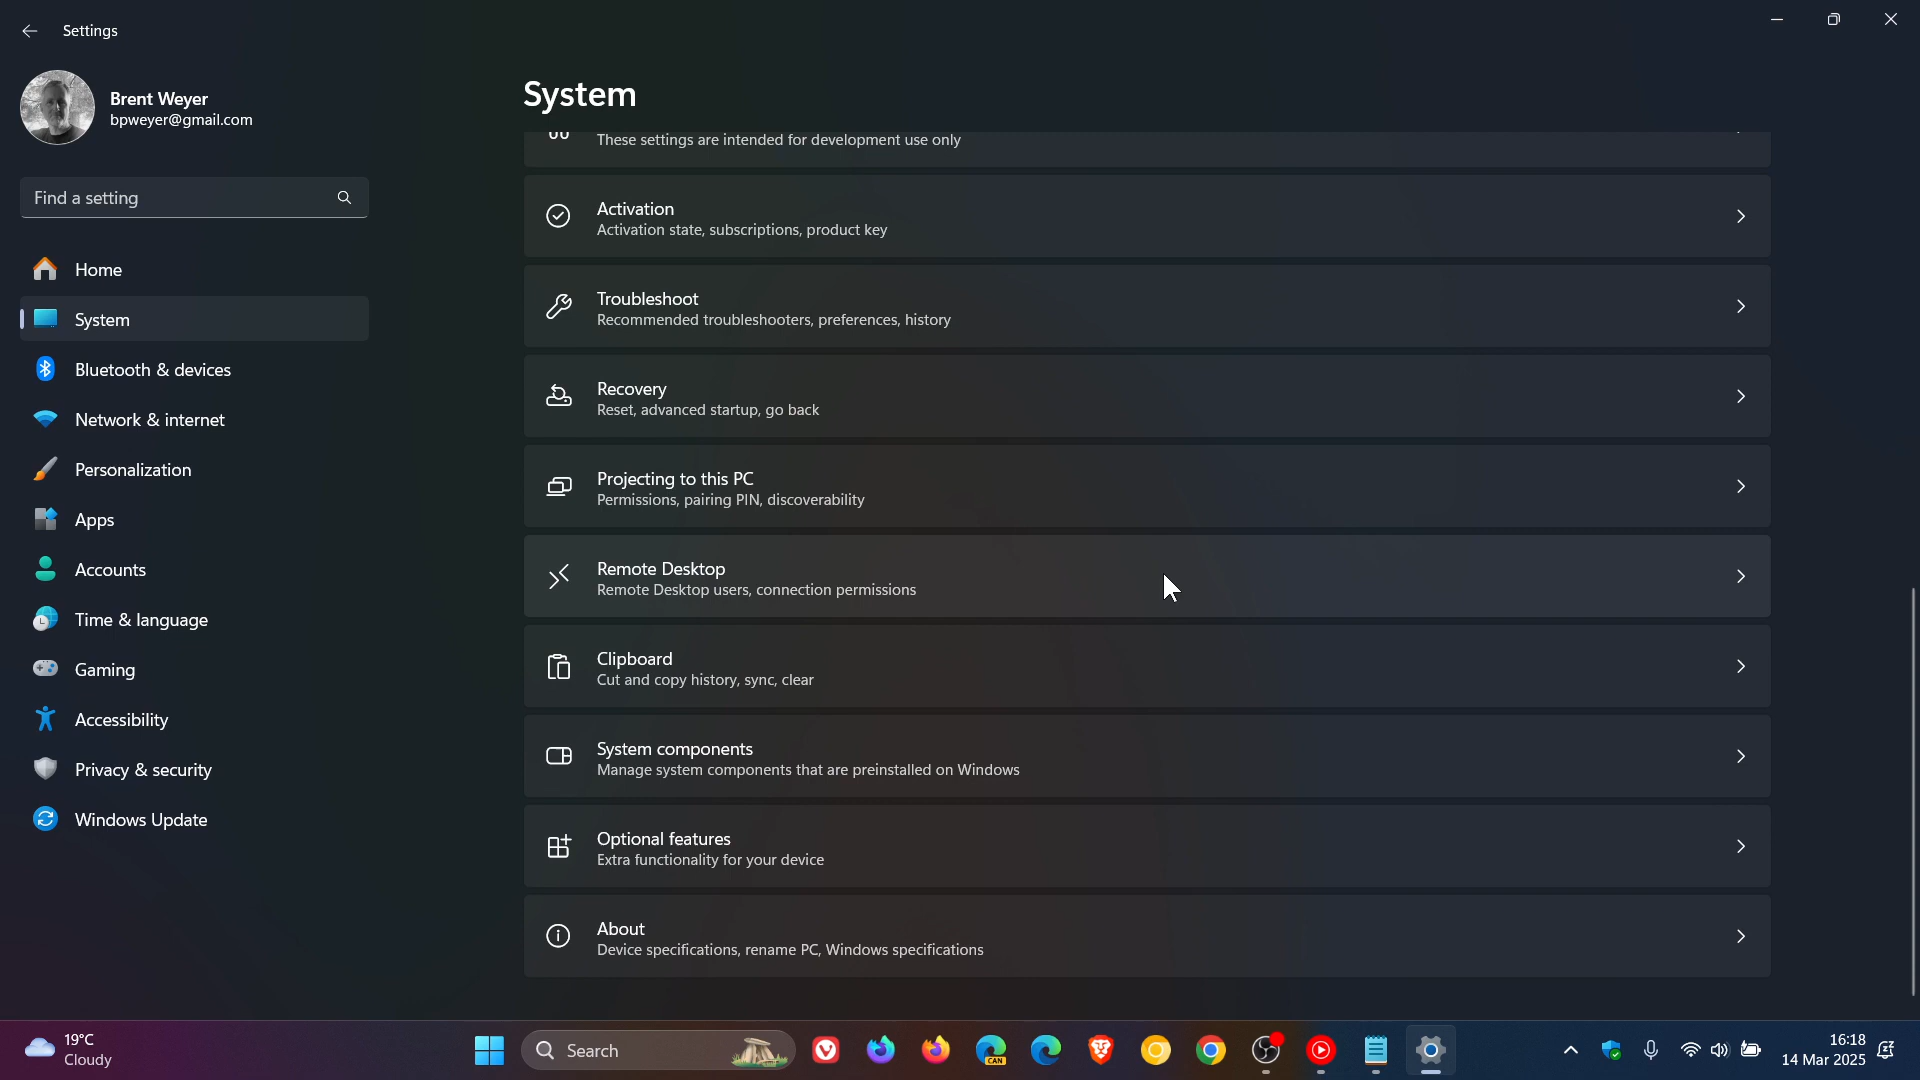 Settings
Brent Weyer
bpweyer@gmail.com
Find a setting
Home
System
Bluetooth & devices
Network & internet
Personalization
Apps
Accounts
Time & language
Gaming
Accessibility
Privacy & security
Windows Update
System
These settings are intended for development use only
Activation
Activation state, subscriptions, product key
Troubleshoot
Recommended troubleshooters, preferences, history
Recovery
Reset, advanced startup, go back
Projecting to this PC
Permissions, pairing PIN, discoverability
Remote Desktop
Remote Desktop users, connection permissions
Clipboard
Cut and copy history, sync, clear
System components
Manage system components that are preinstalled on Windows
Optional features
Extra functionality for your device
About
Device specifications, rename PC, Windows specifications
19°C
Cloudy
Search
CAN
16:18
14 Mar 2025